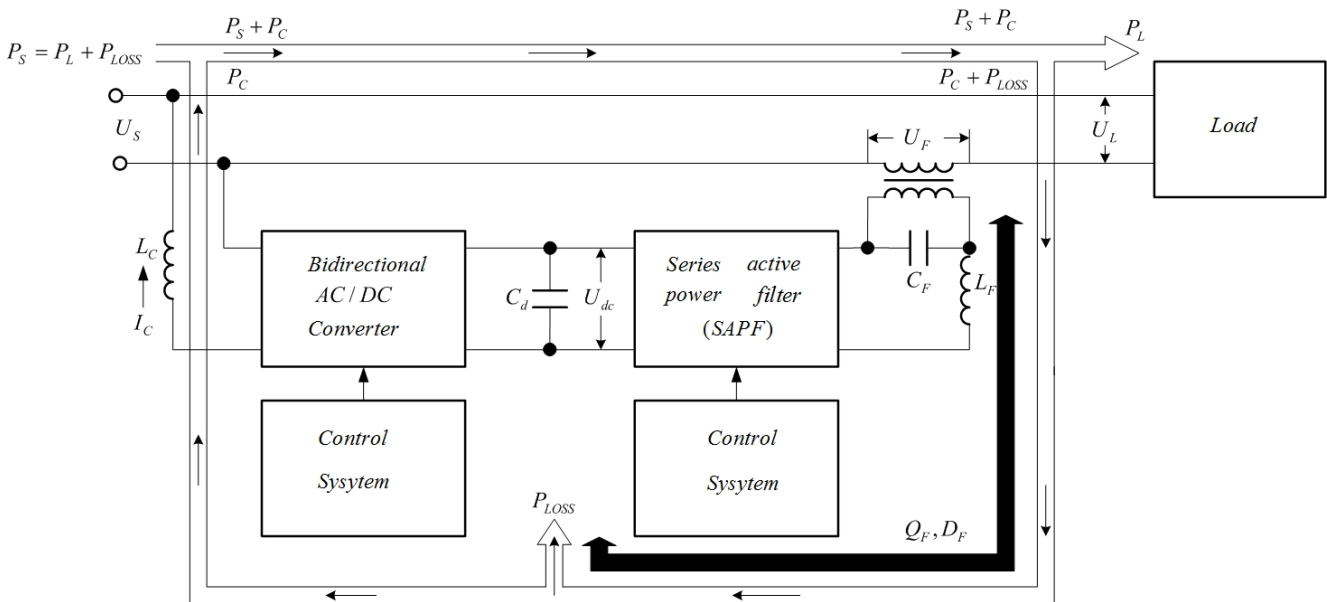 P_S + P_C
P_S + P_C
P_L
P_S = P_L + P_LOSS
P_C
P_C + P_LOSS
U_S
U_F
U_L
Load
L_C
I_C
Bidirectional
AC / DC
Converter
C_d
U_dc
Series active
power filter
(SAPF)
C_F
L_F
Control
Sysytem
Control
Sysytem
P_LOSS
Q_F, D_F